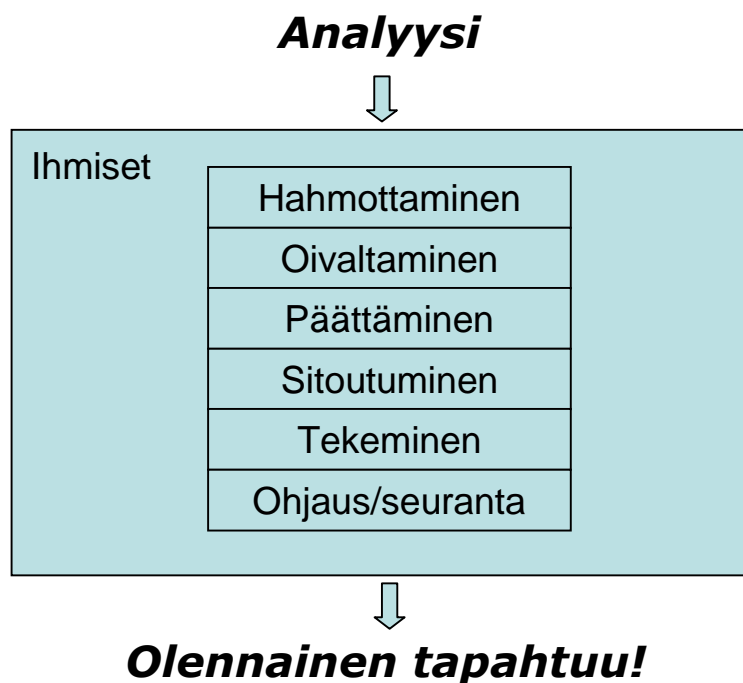 Analyysi
Ihmiset
Hahmottaminen
Oivaltaminen
Päättäminen
Sitoutuminen
Tekeminen
Ohjaus/seuranta
Olennainen tapahtuu!